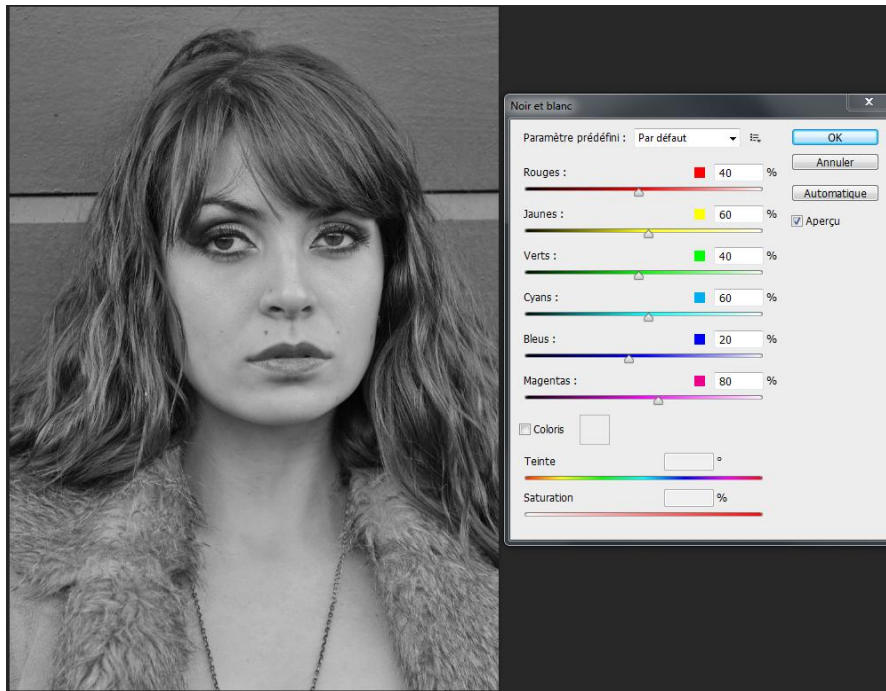 Noir et blanc
x
Paramètre prédéfini : Par défaut
OK
Annuler
Automatique
Aperçu
Rouges : 40 %
Jaunes : 60 %
Verts : 40 %
Cyans : 60 %
Bleus : 20 %
Magentas : 80 %
Coloris
Teinte °
Saturation %